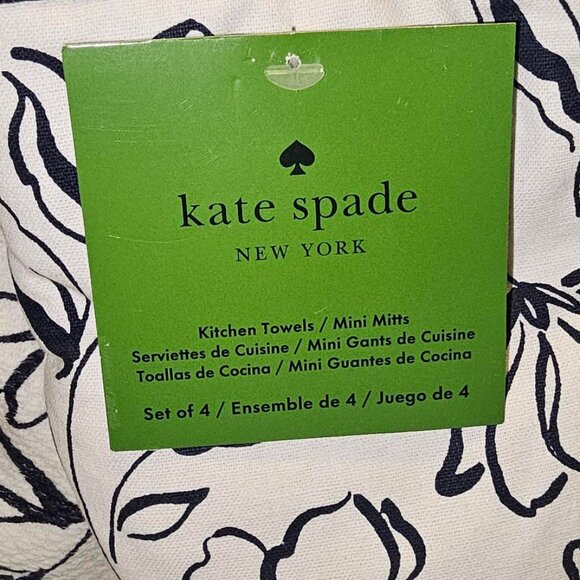 kate spade
NEW YORK
Kitchen Towels / Mini Mitts
Serviettes de Cuisine / Mini Gants de Cuisine
Toallas de Cocina / Mini Guantes de Cocina
Set of 4 / Ensemble de 4 / Juego de 4